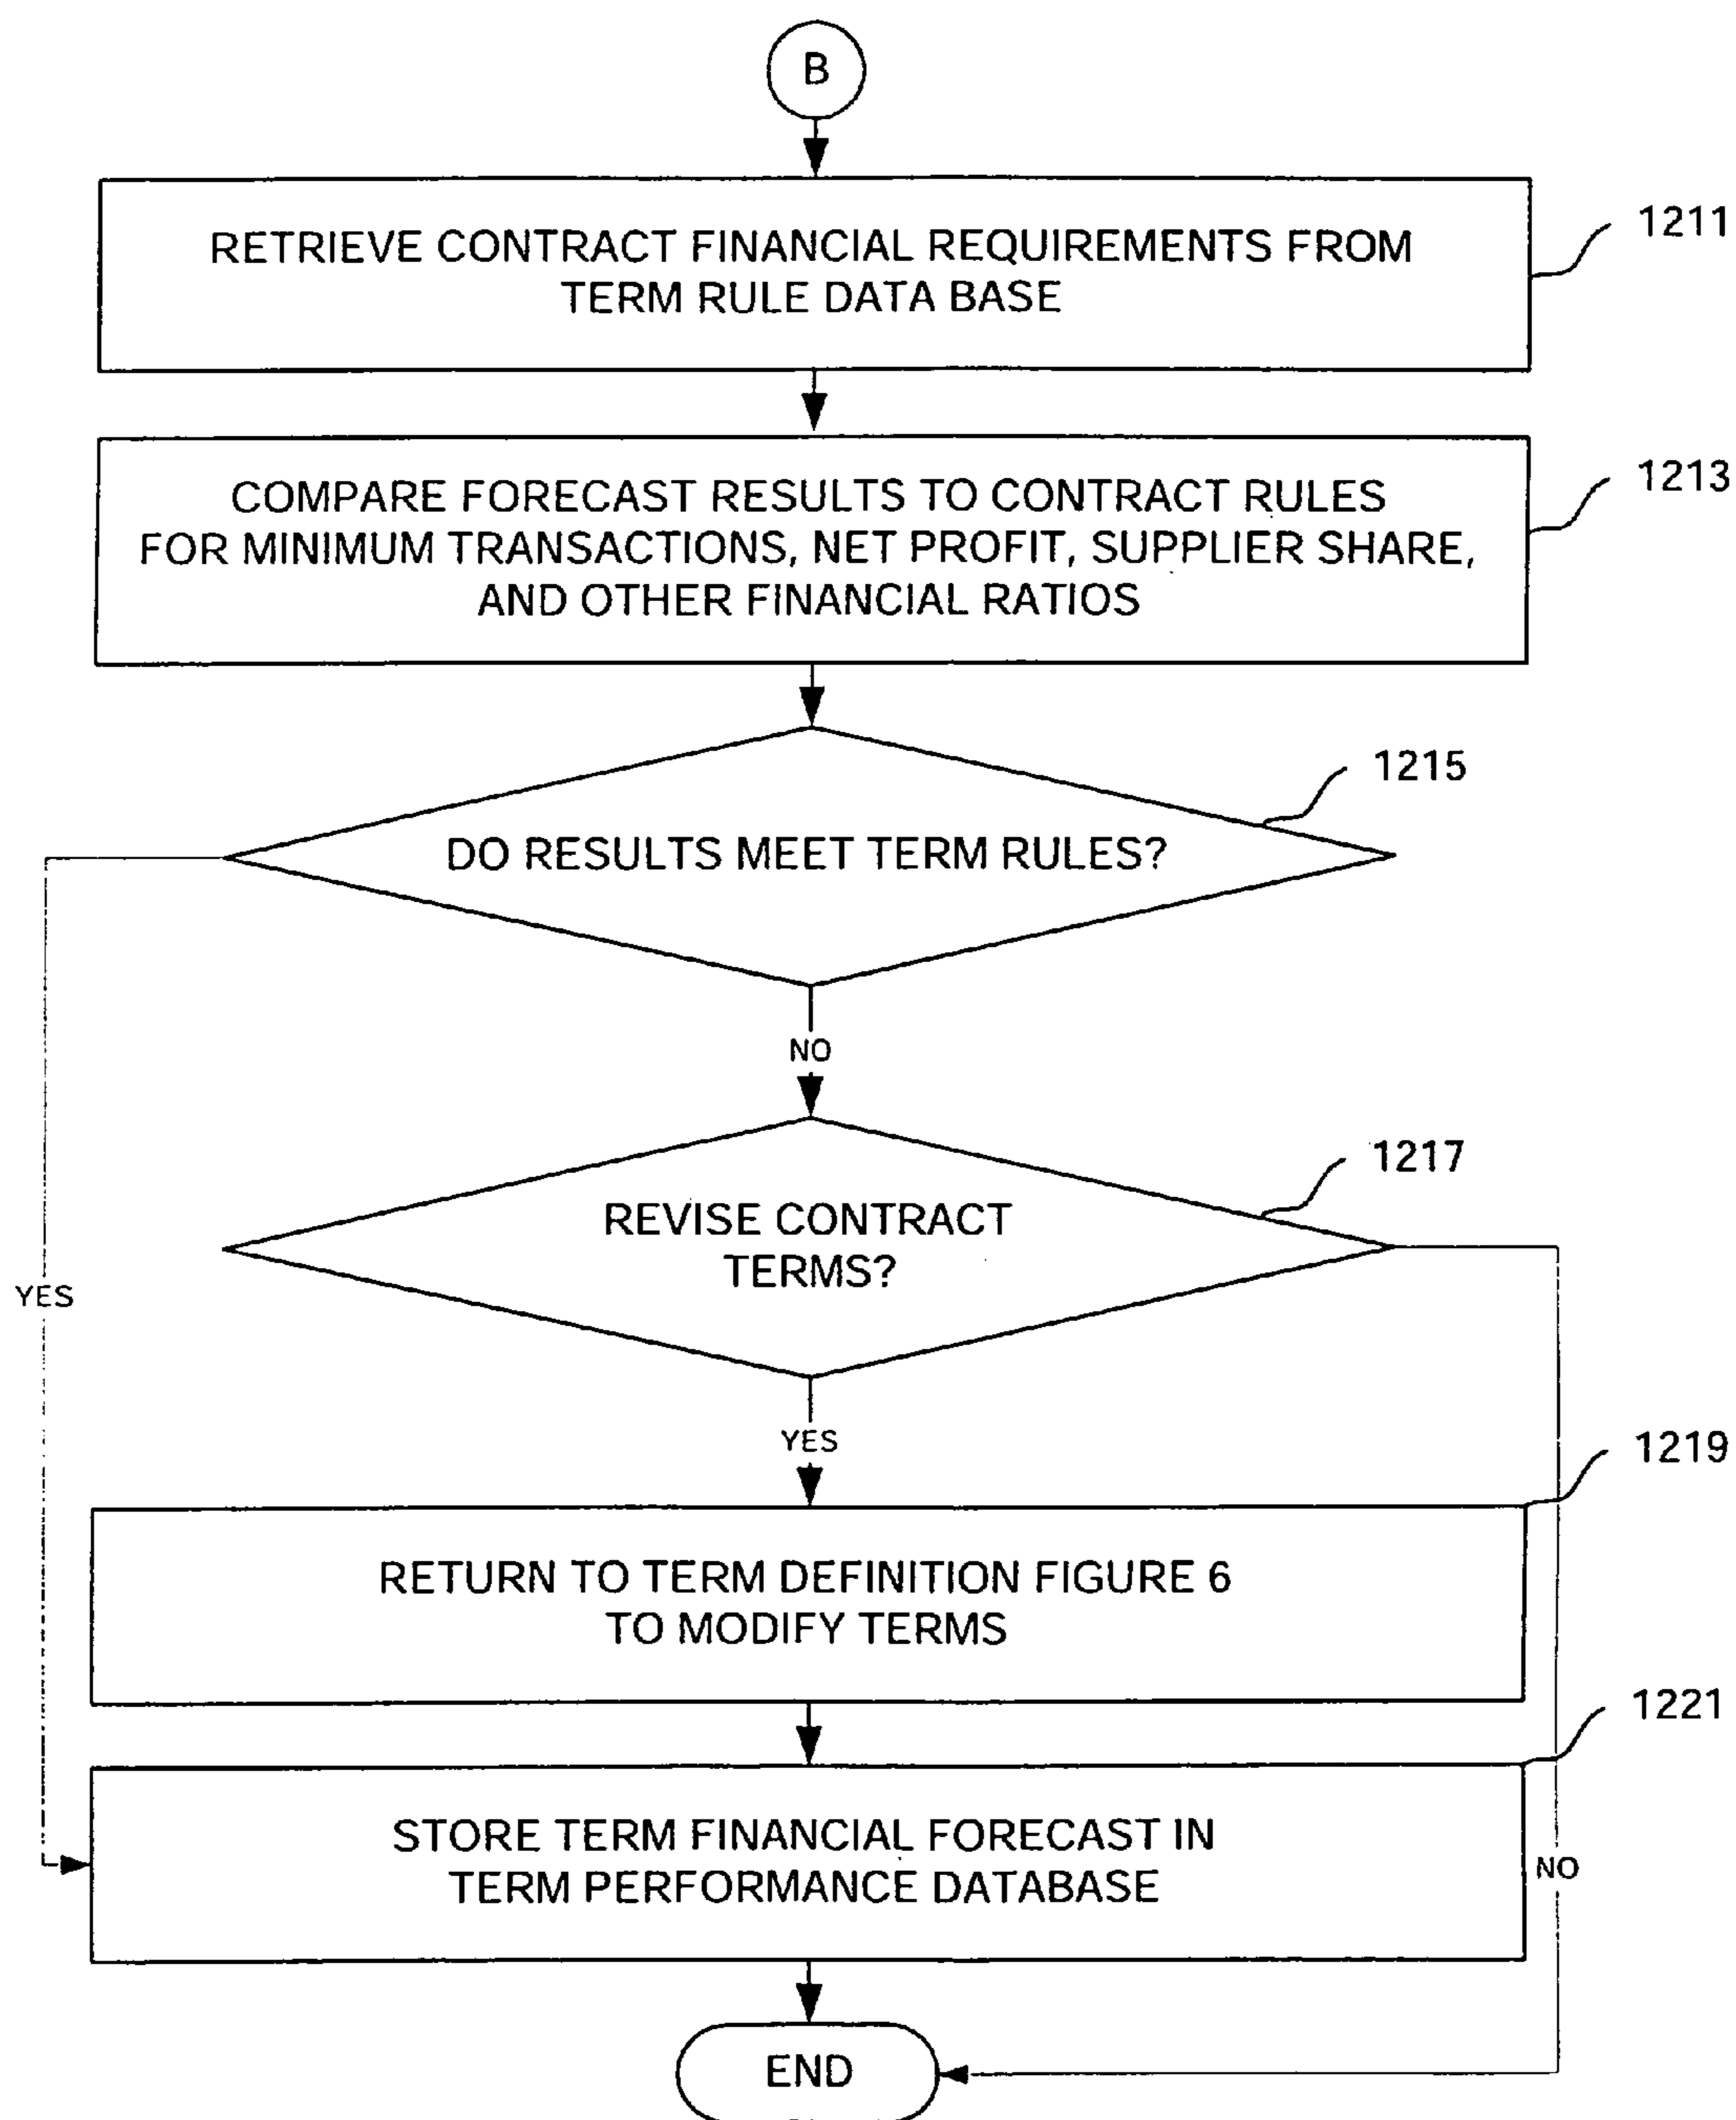 B
RETRIEVE CONTRACT FINANCIAL REQUIREMENTS FROM
TERM RULE DATA BASE
1211
COMPARE FORECAST RESULTS TO CONTRACT RULES
FOR MINIMUM TRANSACTIONS, NET PROFIT, SUPPLIER SHARE,
AND OTHER FINANCIAL RATIOS
1213
1215
DO RESULTS MEET TERM RULES?
NO
1217
REVISE CONTRACT
TERMS?
YES
YES
1219
RETURN TO TERM DEFINITION FIGURE 6
TO MODIFY TERMS
1221
STORE TERM FINANCIAL FORECAST IN
TERM PERFORMANCE DATABASE
NO
END